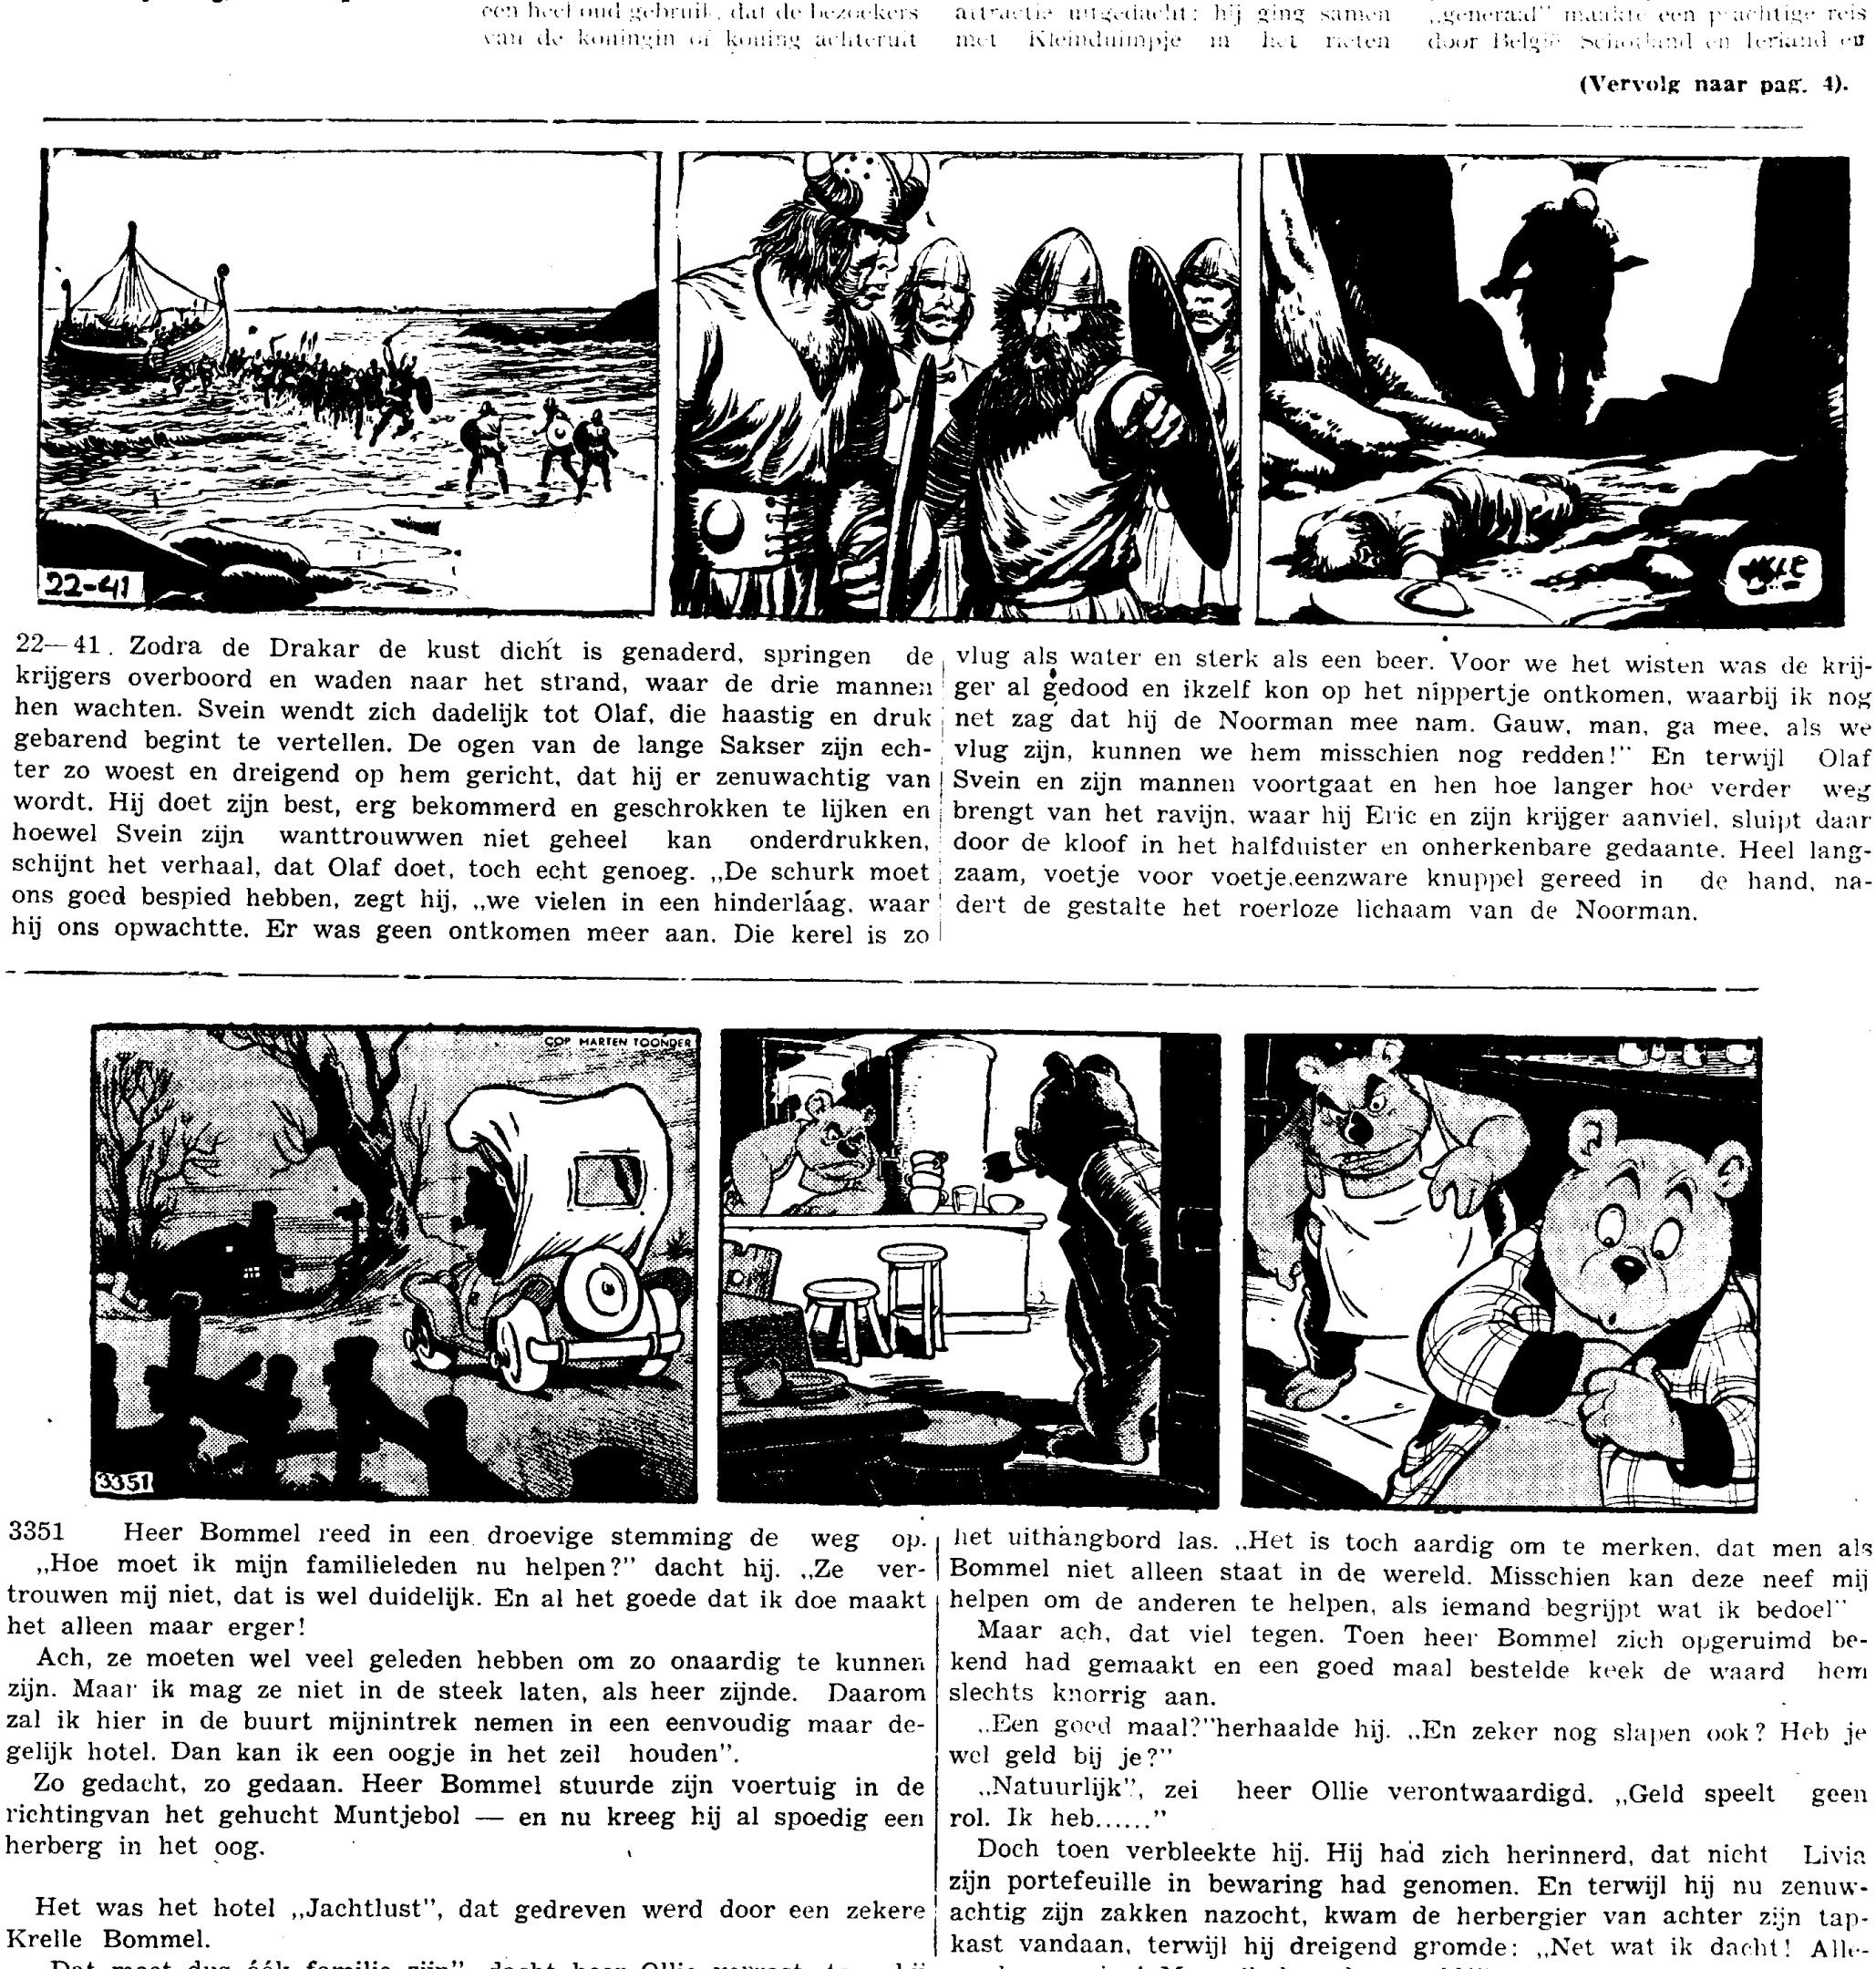 een heel oud gebruik, dat de bezoekers
van de koningin of koning achteruit
attractie uitgedacht: hij ging samen
met Kleinduimpje in het rieten
„generaal” maakte een prachtige reis
door België Schotland en Ierland en
(Vervolg naar pag. 4).
22-41
22—41. Zodra de Drakar de kust dicht is genaderd, springen de
krijgers overboord en waden naar het strand, waar de drie mannen
hen wachten. Svein wendt zich dadelijk tot Olaf, die haastig en druk
gebarend begint te vertellen. De ogen van de lange Sakser zijn ech-
ter zo woest en dreigend op hem gericht, dat hij er zenuwachtig van
wordt. Hij doet zijn best, erg bekommerd en geschrokken te lijken en
hoewel Svein zijn wanttrouwwen niet geheel kan onderdrukken,
schijnt het verhaal, dat Olaf doet, toch echt genoeg. „De schurk moet
ons goed bespied hebben, zegt hij, „we vielen in een hinderláag, waar
hij ons opwachtte. Er was geen ontkomen meer aan. Die kerel is zo
vlug als water en sterk als een beer. Voor we het wisten was de krij-
ger al gedood en ikzelf kon op het nippertje ontkomen, waarbij ik nog
net zag dat hij de Noorman mee nam. Gauw, man, ga mee, als we
vlug zijn, kunnen we hem misschien nog redden!” En terwijl Olaf
Svein en zijn mannen voortgaat en hen hoe langer hoe verder weg
brengt van het ravijn, waar hij Eric en zijn krijger aanviel, sluipt daar
door de kloof in het halfduister en onherkenbare gedaante. Heel lang-
zaam, voetje voor voetje,eenzware knuppel gereed in de hand, na-
dert de gestalte het roerloze lichaam van de Noorman.
COP MARTEN TOONDER
3351
3351 Heer Bommel reed in een droevige stemming de weg op.
„Hoe moet ik mijn familieleden nu helpen?” dacht hij. „Ze ver-
trouwen mij niet, dat is wel duidelijk. En al het goede dat ik doe maakt
het alleen maar erger!
Ach, ze moeten wel veel geleden hebben om zo onaardig te kunnen
zijn. Maar ik mag ze niet in de steek laten, als heer zijnde. Daarom
zal ik hier in de buurt mijnintrek nemen in een eenvoudig maar de-
gelijk hotel. Dan kan ik een oogje in het zeil houden”.
Zo gedacht, zo gedaan. Heer Bommel stuurde zijn voertuig in de
richtingvan het gehucht Muntjebol — en nu kreeg hij al spoedig een
herberg in het oog.
Het was het hotel „Jachtlust”, dat gedreven werd door een zekere
Krelle Bommel.
het uithangbord las. „Het is toch aardig om te merken, dat men als
Bommel niet alleen staat in de wereld. Misschien kan deze neef mij
helpen om de anderen te helpen, als iemand begrijpt wat ik bedoel”
Maar ach, dat viel tegen. Toen heer Bommel zich opgeruimd be-
kend had gemaakt en een goed maal bestelde keek de waard hem
slechts knorrig aan.
„Een goed maal?”herhaalde hij. „En zeker nog slapen ook? Heb je
wel geld bij je?”
„Natuurlijk”, zei heer Ollie verontwaardigd. „Geld speelt geen
rol. Ik heb......”
Doch toen verbleekte hij. Hij had zich herinnerd, dat nicht Livia
zijn portefeuille in bewaring had genomen. En terwijl hij nu zenuw-
achtig zijn zakken nazocht, kwam de herbergier van achter zijn tap-
kast vandaan, terwijl hij dreigend gromde: „Net wat ik dacht! Alle-